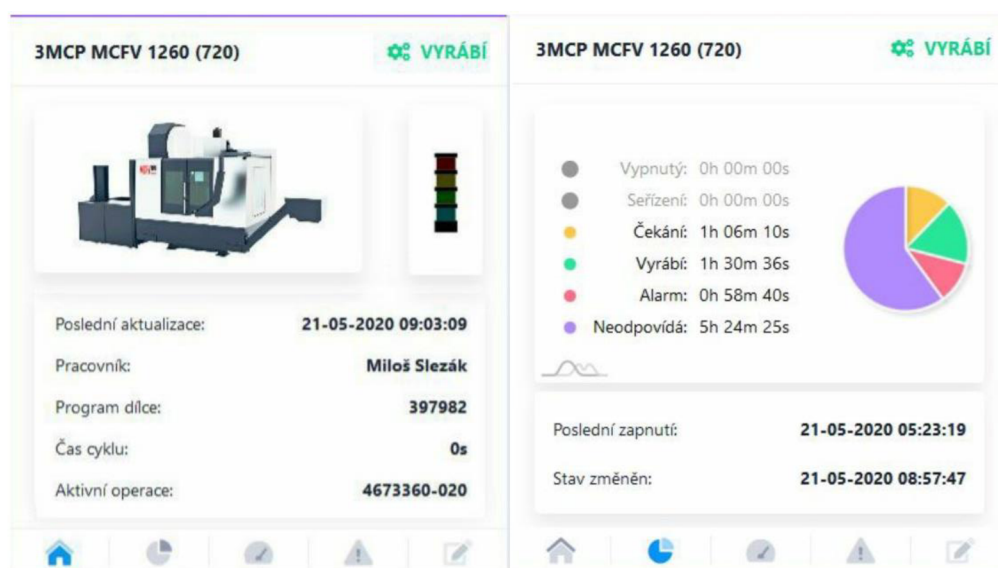 3MCP MCFV 1260 (720)
VYRÁBÍ
Poslední aktualizace: 21-05-2020 09:03:09
Pracovník: Miloš Slezák
Program dílce: 397982
Čas cyklu: 0s
Aktivní operace: 4673360-020
3MCP MCFV 1260 (720)
VYRÁBÍ
Vypnutý: 0h 00m 00s
Seřízení: 0h 00m 00s
Čekání: 1h 06m 10s
Vyrábí: 1h 30m 36s
Alarm: 0h 58m 40s
Neodpovídá: 5h 24m 25s
Poslední zapnutí: 21-05-2020 05:23:19
Stav změněn: 21-05-2020 08:57:47